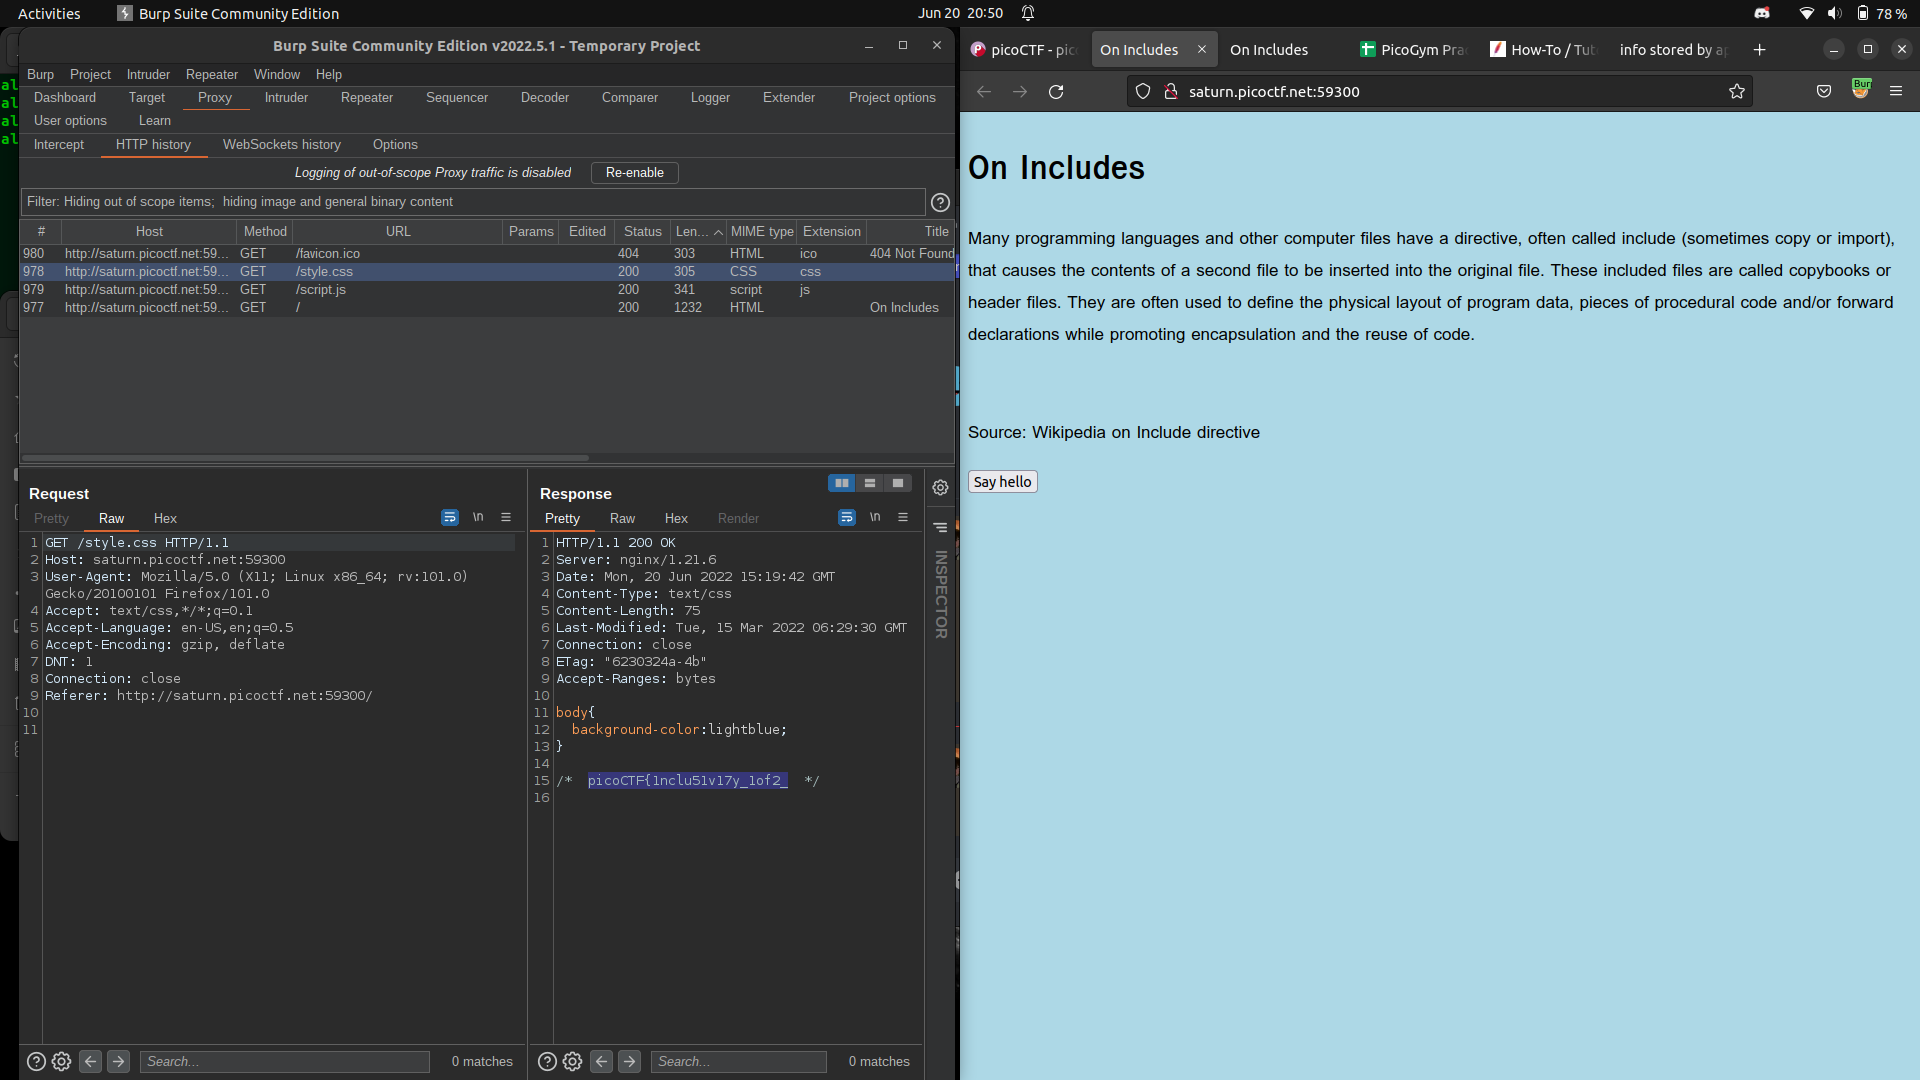 Activities
Burp Suite Community Edition
Jun 20 20:50
78 %
Burp Suite Community Edition v2022.5.1 - Temporary Project
Burp Project Intruder Repeater Window Help
Dashboard Target Proxy Intruder Repeater Sequencer Decoder Comparer Logger Extender Project options
User options Learn
Intercept HTTP history WebSockets history Options
Logging of out-of-scope Proxy traffic is disabled Re-enable
Filter: Hiding out of scope items; hiding image and general binary content
# Host Method URL Params Edited Status Len... MIME type Extension Title
980 http://saturn.picoctf.net:59... GET /favicon.ico 404 303 HTML ico 404 Not Found
978 http://saturn.picoctf.net:59... GET /style.css 200 305 CSS css
979 http://saturn.picoctf.net:59... GET /script.js 200 341 script js
977 http://saturn.picoctf.net:59... GET / 200 1232 HTML On Includes
Request
Pretty Raw Hex
\n
1 GET /style.css HTTP/1.1
2 Host: saturn.picoctf.net:59300
3 User-Agent: Mozilla/5.0 (X11; Linux x86_64; rv:101.0)
Gecko/20100101 Firefox/101.0
4 Accept: text/css,*/*;q=0.1
5 Accept-Language: en-US,en;q=0.5
6 Accept-Encoding: gzip, deflate
7 DNT: 1
8 Connection: close
9 Referer: http://saturn.picoctf.net:59300/
10
11
Search...
0 matches
Response
Pretty Raw Hex Render
\n
1 HTTP/1.1 200 OK
2 Server: nginx/1.21.6
3 Date: Mon, 20 Jun 2022 15:19:42 GMT
4 Content-Type: text/css
5 Content-Length: 75
6 Last-Modified: Tue, 15 Mar 2022 06:29:30 GMT
7 Connection: close
8 ETag: "6230324a-4b"
9 Accept-Ranges: bytes
10
11 body{
12 background-color:lightblue;
13 }
14
15 /* picoCTF{1nclu51v17y_1of2_ */
16
Search...
0 matches
INSPECTOR
picoCTF - pic
On Includes
On Includes
PicoGym Pra
How-To / Tut
info stored by ap
saturn.picoctf.net:59300
Burp
On Includes
Many programming languages and other computer files have a directive, often called include (sometimes copy or import),
that causes the contents of a second file to be inserted into the original file. These included files are called copybooks or
header files. They are often used to define the physical layout of program data, pieces of procedural code and/or forward
declarations while promoting encapsulation and the reuse of code.
Source: Wikipedia on Include directive
Say hello
al
al
al
al